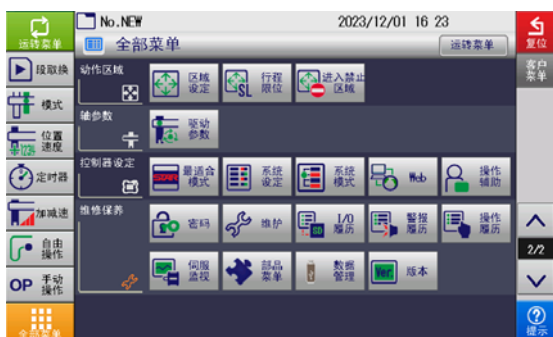 No.NEW
2023/12/01 16 23
运转菜单
全部菜单
运转菜单
复位
段取换
模式
位置
速度
定时器
加减速
自由
操作
OP 手动
操作
全部菜单
动作区域
区域
设定
SL
行程
限位
进入禁止
区域
轴参数
驱动
参数
控制器设定
STAR
最适合
模式
系统
设定
系统
模式
Web
操作
辅助
维修保养
密码
维护
SD
I/O
履历
警报
履历
操作
履历
伺服
监视
部品
菜单
数据
管理
Ver.
版本
客户
菜单
2/2
提示